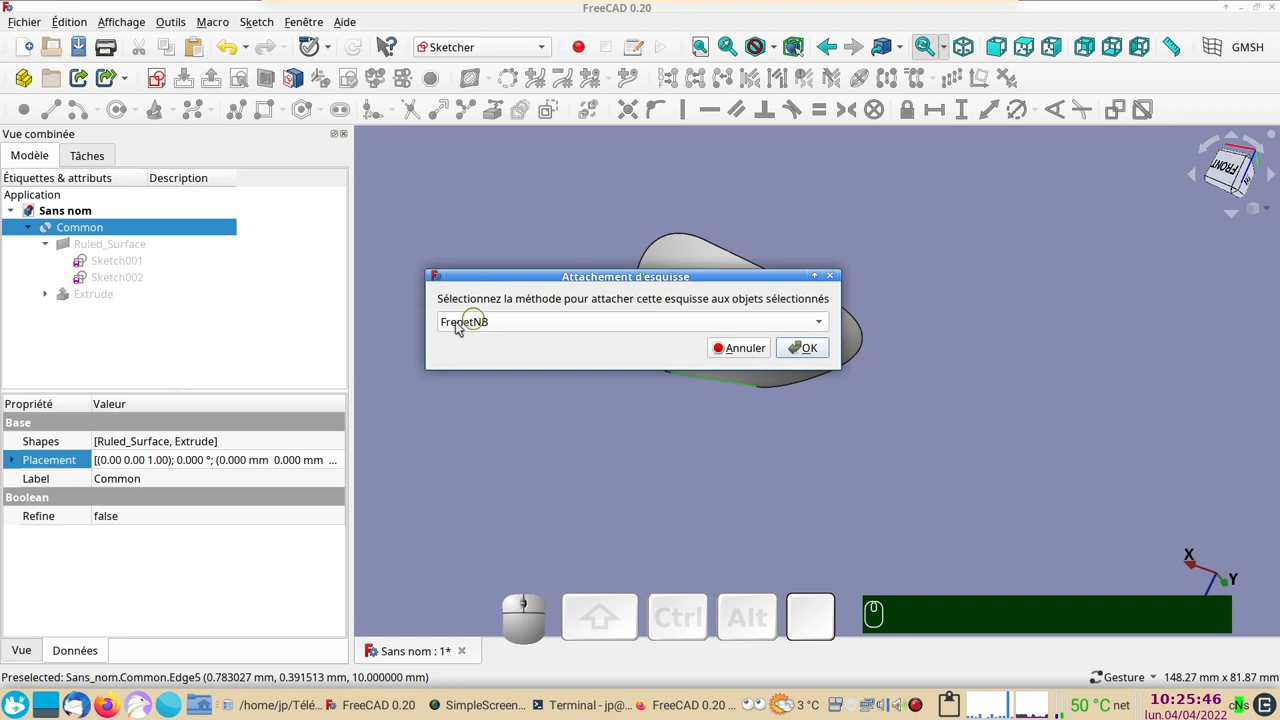 FreeCAD 0.20
Fichier Édition Affichage Outils Macro Sketch Fenêtre Aide
Sketcher GMSH
Vue combinée
Modèle Tâches
Étiquettes & attributs Description
Application
Sans nom
Common
Ruled_Surface
Sketch001
Sketch002
Extrude
FRONT
Attachement d'esquisse
Sélectionnez la méthode pour attacher cette esquisse aux objets sélectionnés
FrenetNB
Annuler OK
Propriété Valeur
Base
Shapes [Ruled_Surface, Extrude]
Placement [(0.00 0.00 1.00); 0.000 °; (0.000 mm 0.000 mm ...
Label Common
Boolean
Refine false
X
Y
Ctrl Alt
Vue Données
Sans nom : 1*
Preselected: Sans_nom.Common.Edge5 (0.783027 mm, 0.391513 mm, 10.000000 mm)
Gesture 148.27 mm x 81.87 mm
/home/jp/Télé... FreeCAD 0.20 SimpleScreen... Terminal - jp@... FreeCAD 0.20 ... 3 °C 50 °C net 10:25:46 cNs
lun.04/04/2022